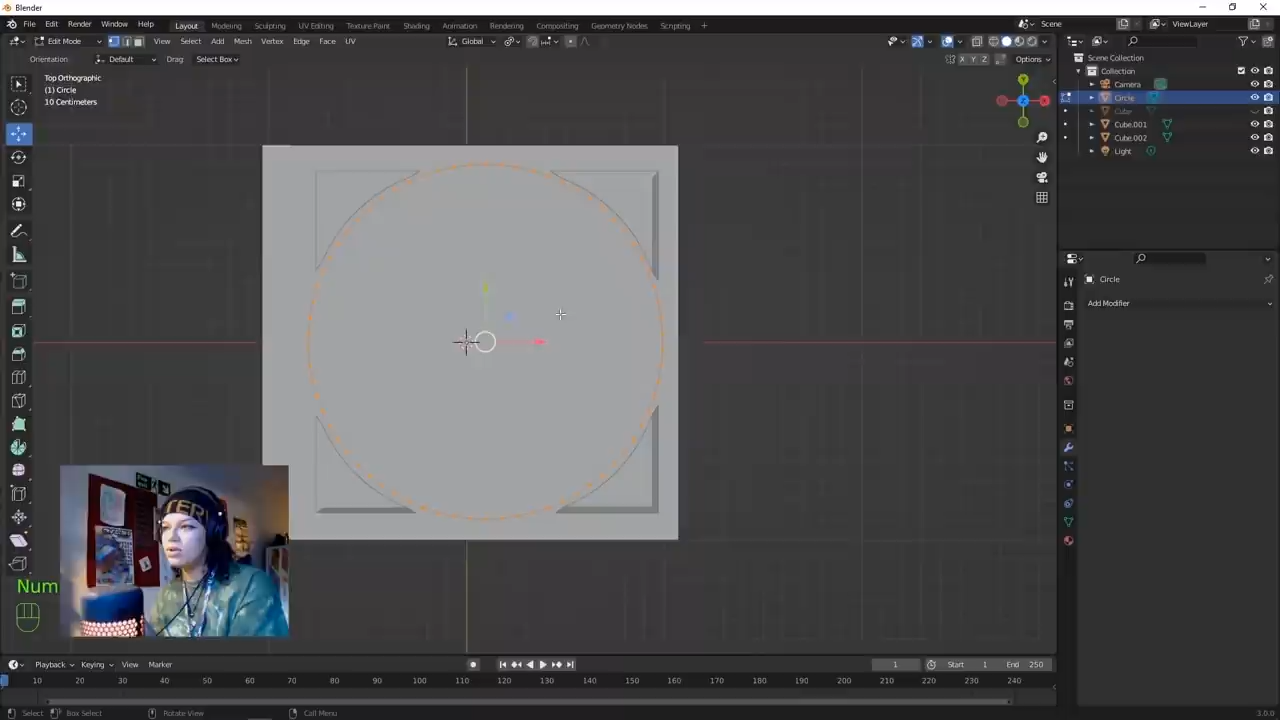 Blender
File Edit Render Window Help Layout Modeling Sculpting UV Editing Texture Paint Shading Animation Rendering Compositing Geometry Nodes Scripting + Scene ViewLayer
Edit Mode View Select Add Mesh Vertex Edge Face UV Global
Orientation Default Drag Select Box X Y Z Options
Top Orthographic
(1) Circle
10 Centimeters
Y
Z
X
Scene Collection
Collection
Camera
Circle
Cube
Cube.001
Cube.002
Light
Circle
Add Modifier
Num
Playback Keying View Marker 1 Start 1 End 250
10 20 30 40 50 60 70 80 90 100 110 120 130 140 150 160 170 180 190 200 210 220 230 240
Select Box Select Rotate View Call Menu 3.0.0